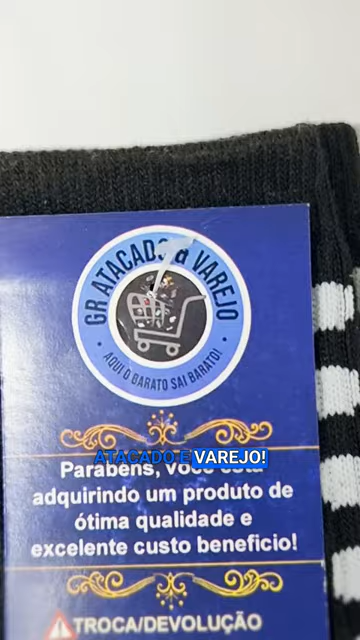 GR ATACADO & VAREJO
• AQUI O BARATO SAI BARATO! •
ATACADO E VAREJO!
Parabéns, você está
adquirindo um produto de
ótima qualidade e
excelente custo beneficio!
TROCA/DEVOLUÇÃO